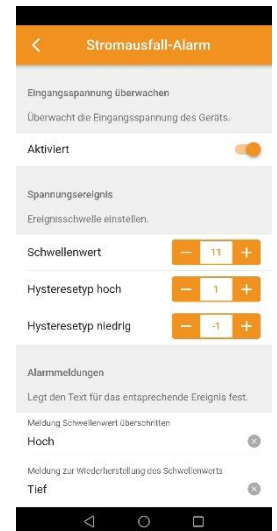 Stromausfall-Alarm
Eingangsspannung überwachen
Überwacht die Eingangsspannung des Geräts.
Aktiviert
Spannungsereignis
Ereignisschwelle einstellen.
Schwellenwert
− 11 +
Hysteresetyp hoch
− 1 +
Hysteresetyp niedrig
− -1 +
Alarmmeldungen
Legt den Text für das entsprechende Ereignis fest.
Meldung Schwellenwert überschritten
Hoch
Meldung zur Wiederherstellung des Schwellenwerts
Tief